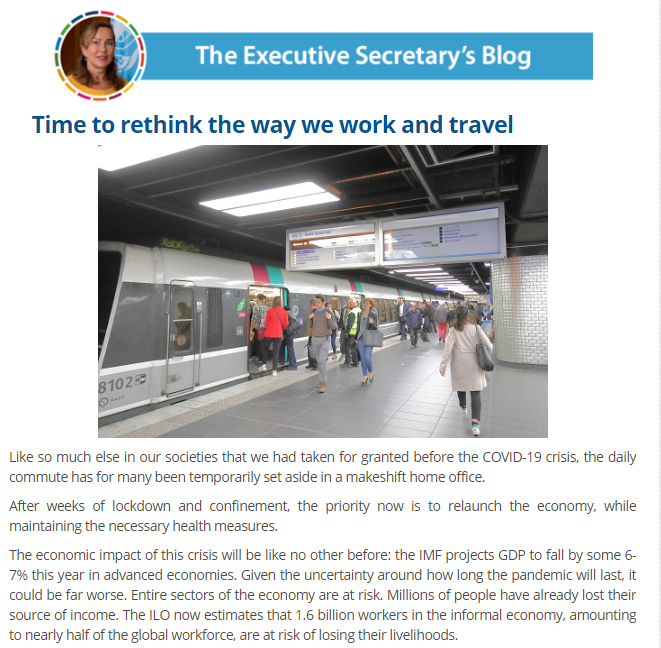 The Executive Secretary's Blog
Time to rethink the way we work and travel
8102
Like so much else in our societies that we had taken for granted before the COVID-19 crisis, the daily
commute has for many been temporarily set aside in a makeshift home office.
After weeks of lockdown and confinement, the priority now is to relaunch the economy, while
maintaining the necessary health measures.
The economic impact of this crisis will be like no other before: the IMF projects GDP to fall by some 6-
7% this year in advanced economies. Given the uncertainty around how long the pandemic will last, it
could be far worse. Entire sectors of the economy are at risk. Millions of people have already lost their
source of income. The ILO now estimates that 1.6 billion workers in the informal economy, amounting
to nearly half of the global workforce, are at risk of losing their livelihoods.